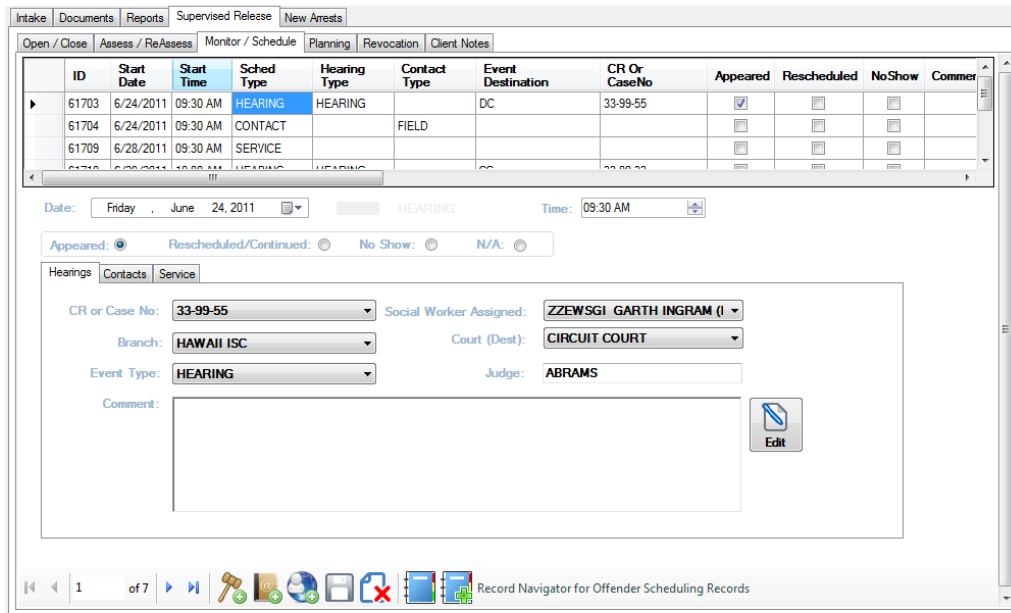 Intake Documents Reports Supervised Release New Arrests
Open / Close Assess / ReAssess Monitor / Schedule Planning Revocation Client Notes
ID Start Date Start Time Sched Type Hearing Type Contact Type Event Destination CR Or CaseNo Appeared Rescheduled NoShow Commer
61703 6/24/2011 09:30 AM HEARING HEARING DC 33-99-55
61704 6/24/2011 09:30 AM CONTACT FIELD
61709 6/28/2011 09:30 AM SERVICE
Date: Friday , June 24, 2011 HEARING Time: 09:30 AM
Appeared: Rescheduled/Continued: No Show: N/A:
Hearings Contacts Service
CR or Case No: 33-99-55 Social Worker Assigned: ZZEWSGI GARTH INGRAM (I
Branch: HAWAII ISC Court (Dest): CIRCUIT COURT
Event Type: HEARING Judge: ABRAMS
Comment:
Edit
1 of 7 Record Navigator for Offender Scheduling Records